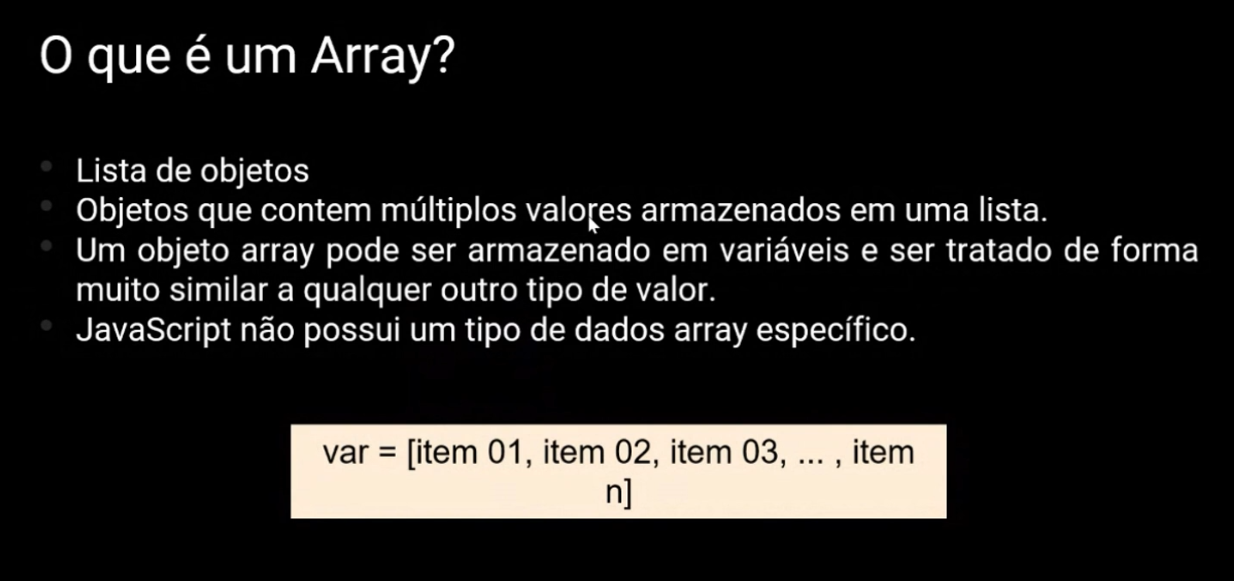 O que é um Array?
Lista de objetos
Objetos que contem múltiplos valores armazenados em uma lista.
Um objeto array pode ser armazenado em variáveis e ser tratado de forma
muito similar a qualquer outro tipo de valor.
JavaScript não possui um tipo de dados array específico.
var = [item 01, item 02, item 03, ... , item
n]